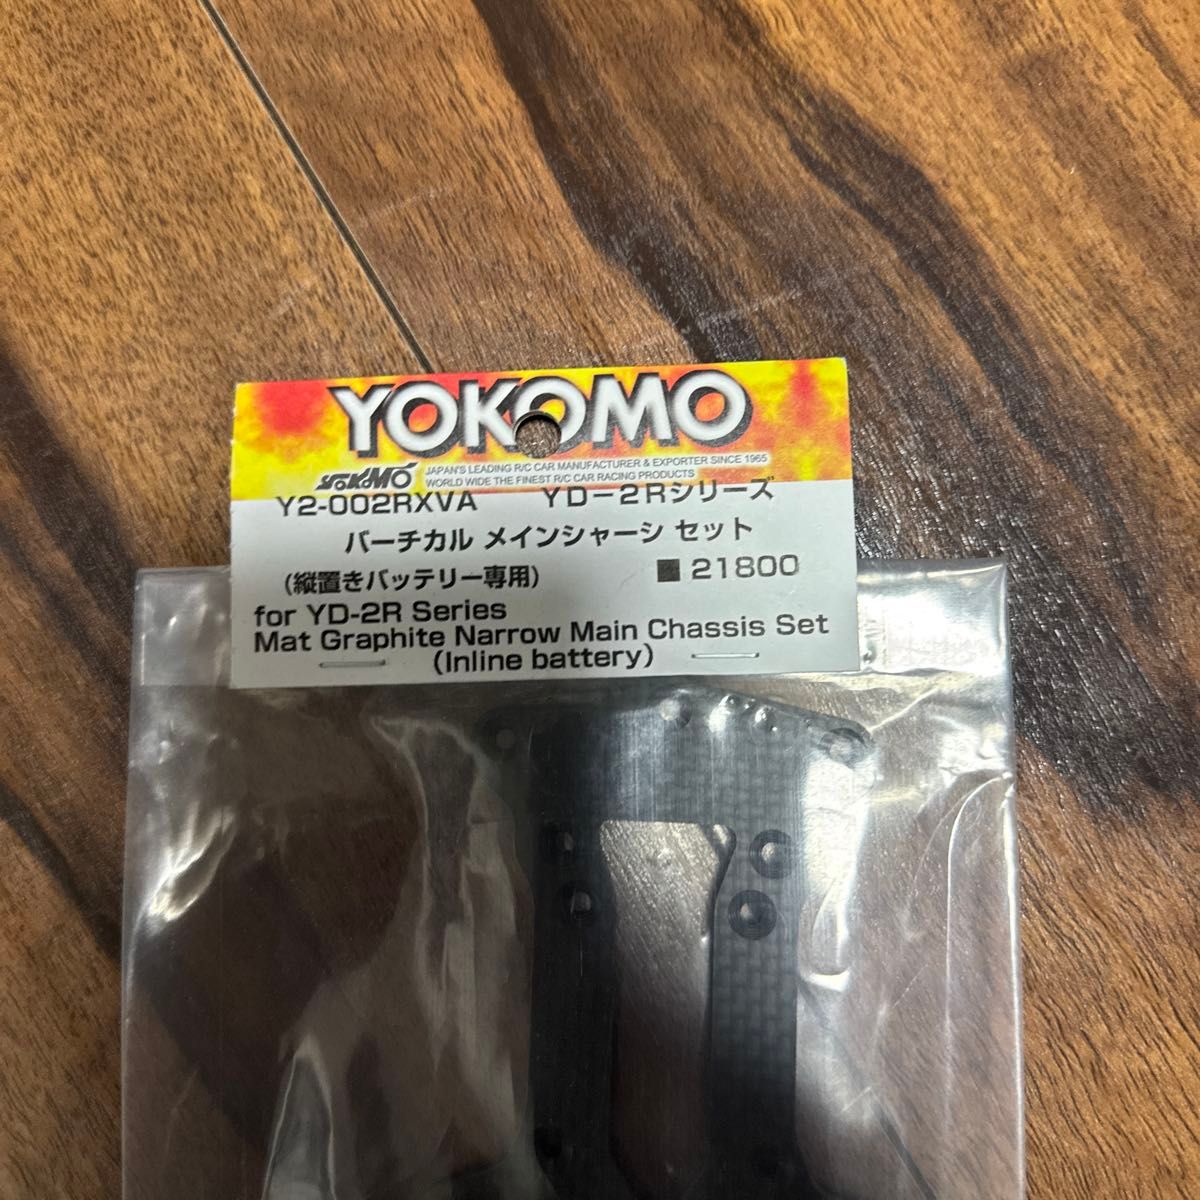 YOKOMO
YOKOMO JAPAN'S LEADING R/C CAR MANUFACTURER & EXPORTER SINCE 1965
WORLD WIDE THE FINEST R/C CAR RACING PRODUCTS
Y2-002RXVA YD-2Rシリーズ
バーチカル メインシャーシ セット
(縦置きバッテリー専用) ■21800
for YD-2R Series
Mat Graphite Narrow Main Chassis Set
(Inline battery)